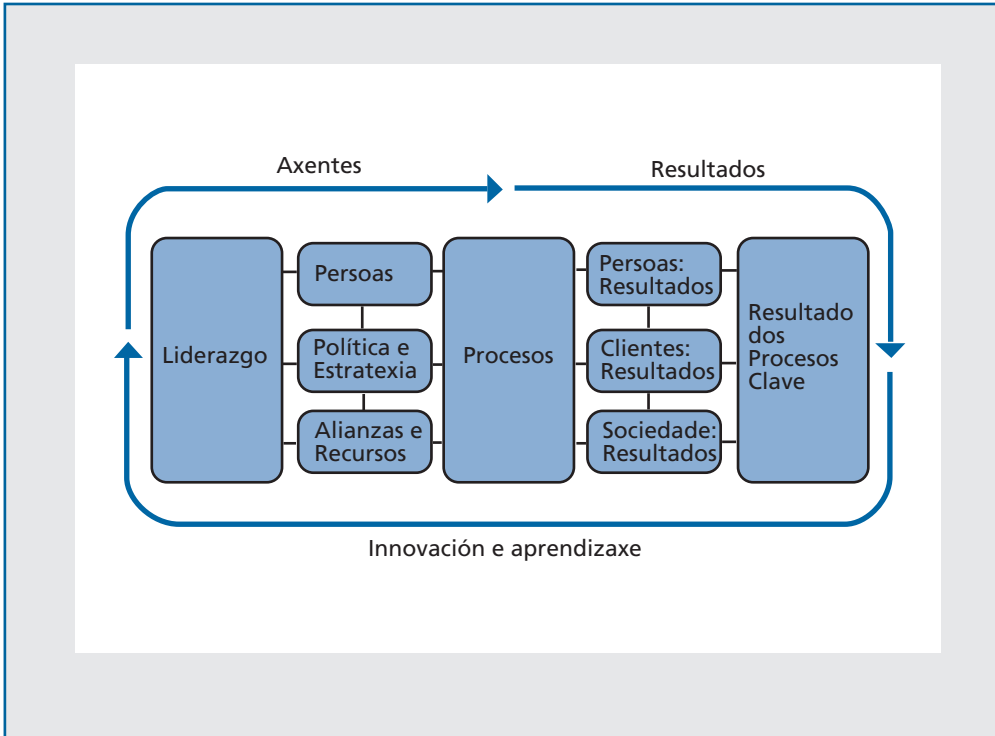 Axentes
Resultados
Liderazgo
Persoas
Política e
Estratexia
Alianzas e
Recursos
Procesos
Persoas:
Resultados
Clientes:
Resultados
Sociedade:
Resultados
Resultado
dos
Procesos
Clave
Innovación e aprendizaxe